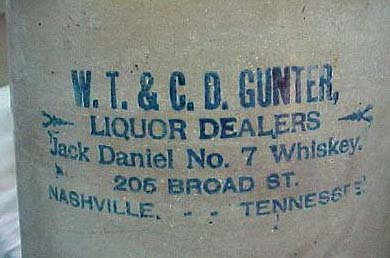 W. T. & C. D. GUNTER,
LIQUOR DEALERS
Jack Daniel No. 7 Whiskey.
205 BROAD ST.
NASHVILLE, - - TENNESSEE